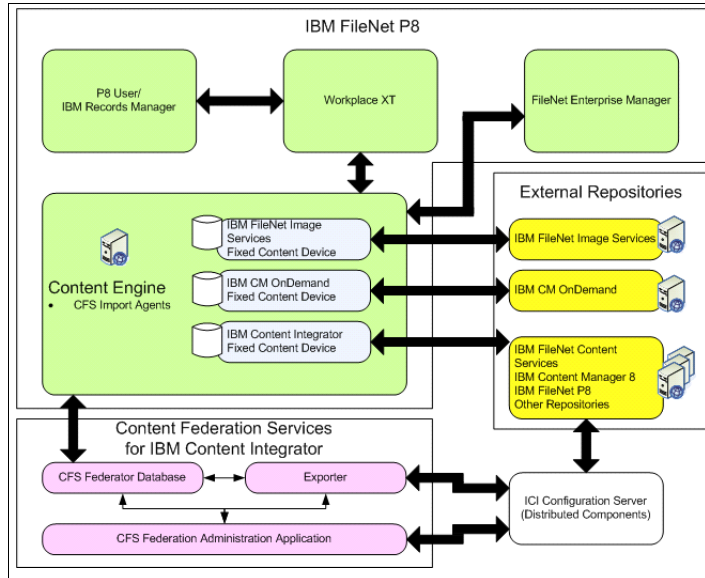 IBM FileNet P8
P8 User/
IBM Records Manager
Workplace XT
FileNet Enterprise Manager
Content Engine
• CFS Import Agents
IBM FileNet Image
Services
Fixed Content Device
IBM CM OnDemand
Fixed Content Device
IBM Content Integrator
Fixed Content Device
External Repositories
IBM FileNet Image Services
IBM CM OnDemand
IBM FileNet Content
Services
IBM Content Manager 8
IBM FileNet P8
Other Repositories
Content Federation Services
for IBM Content Integrator
CFS Federator Database
Exporter
CFS Federation Administration Application
ICI Configuration Server
(Distributed Components)